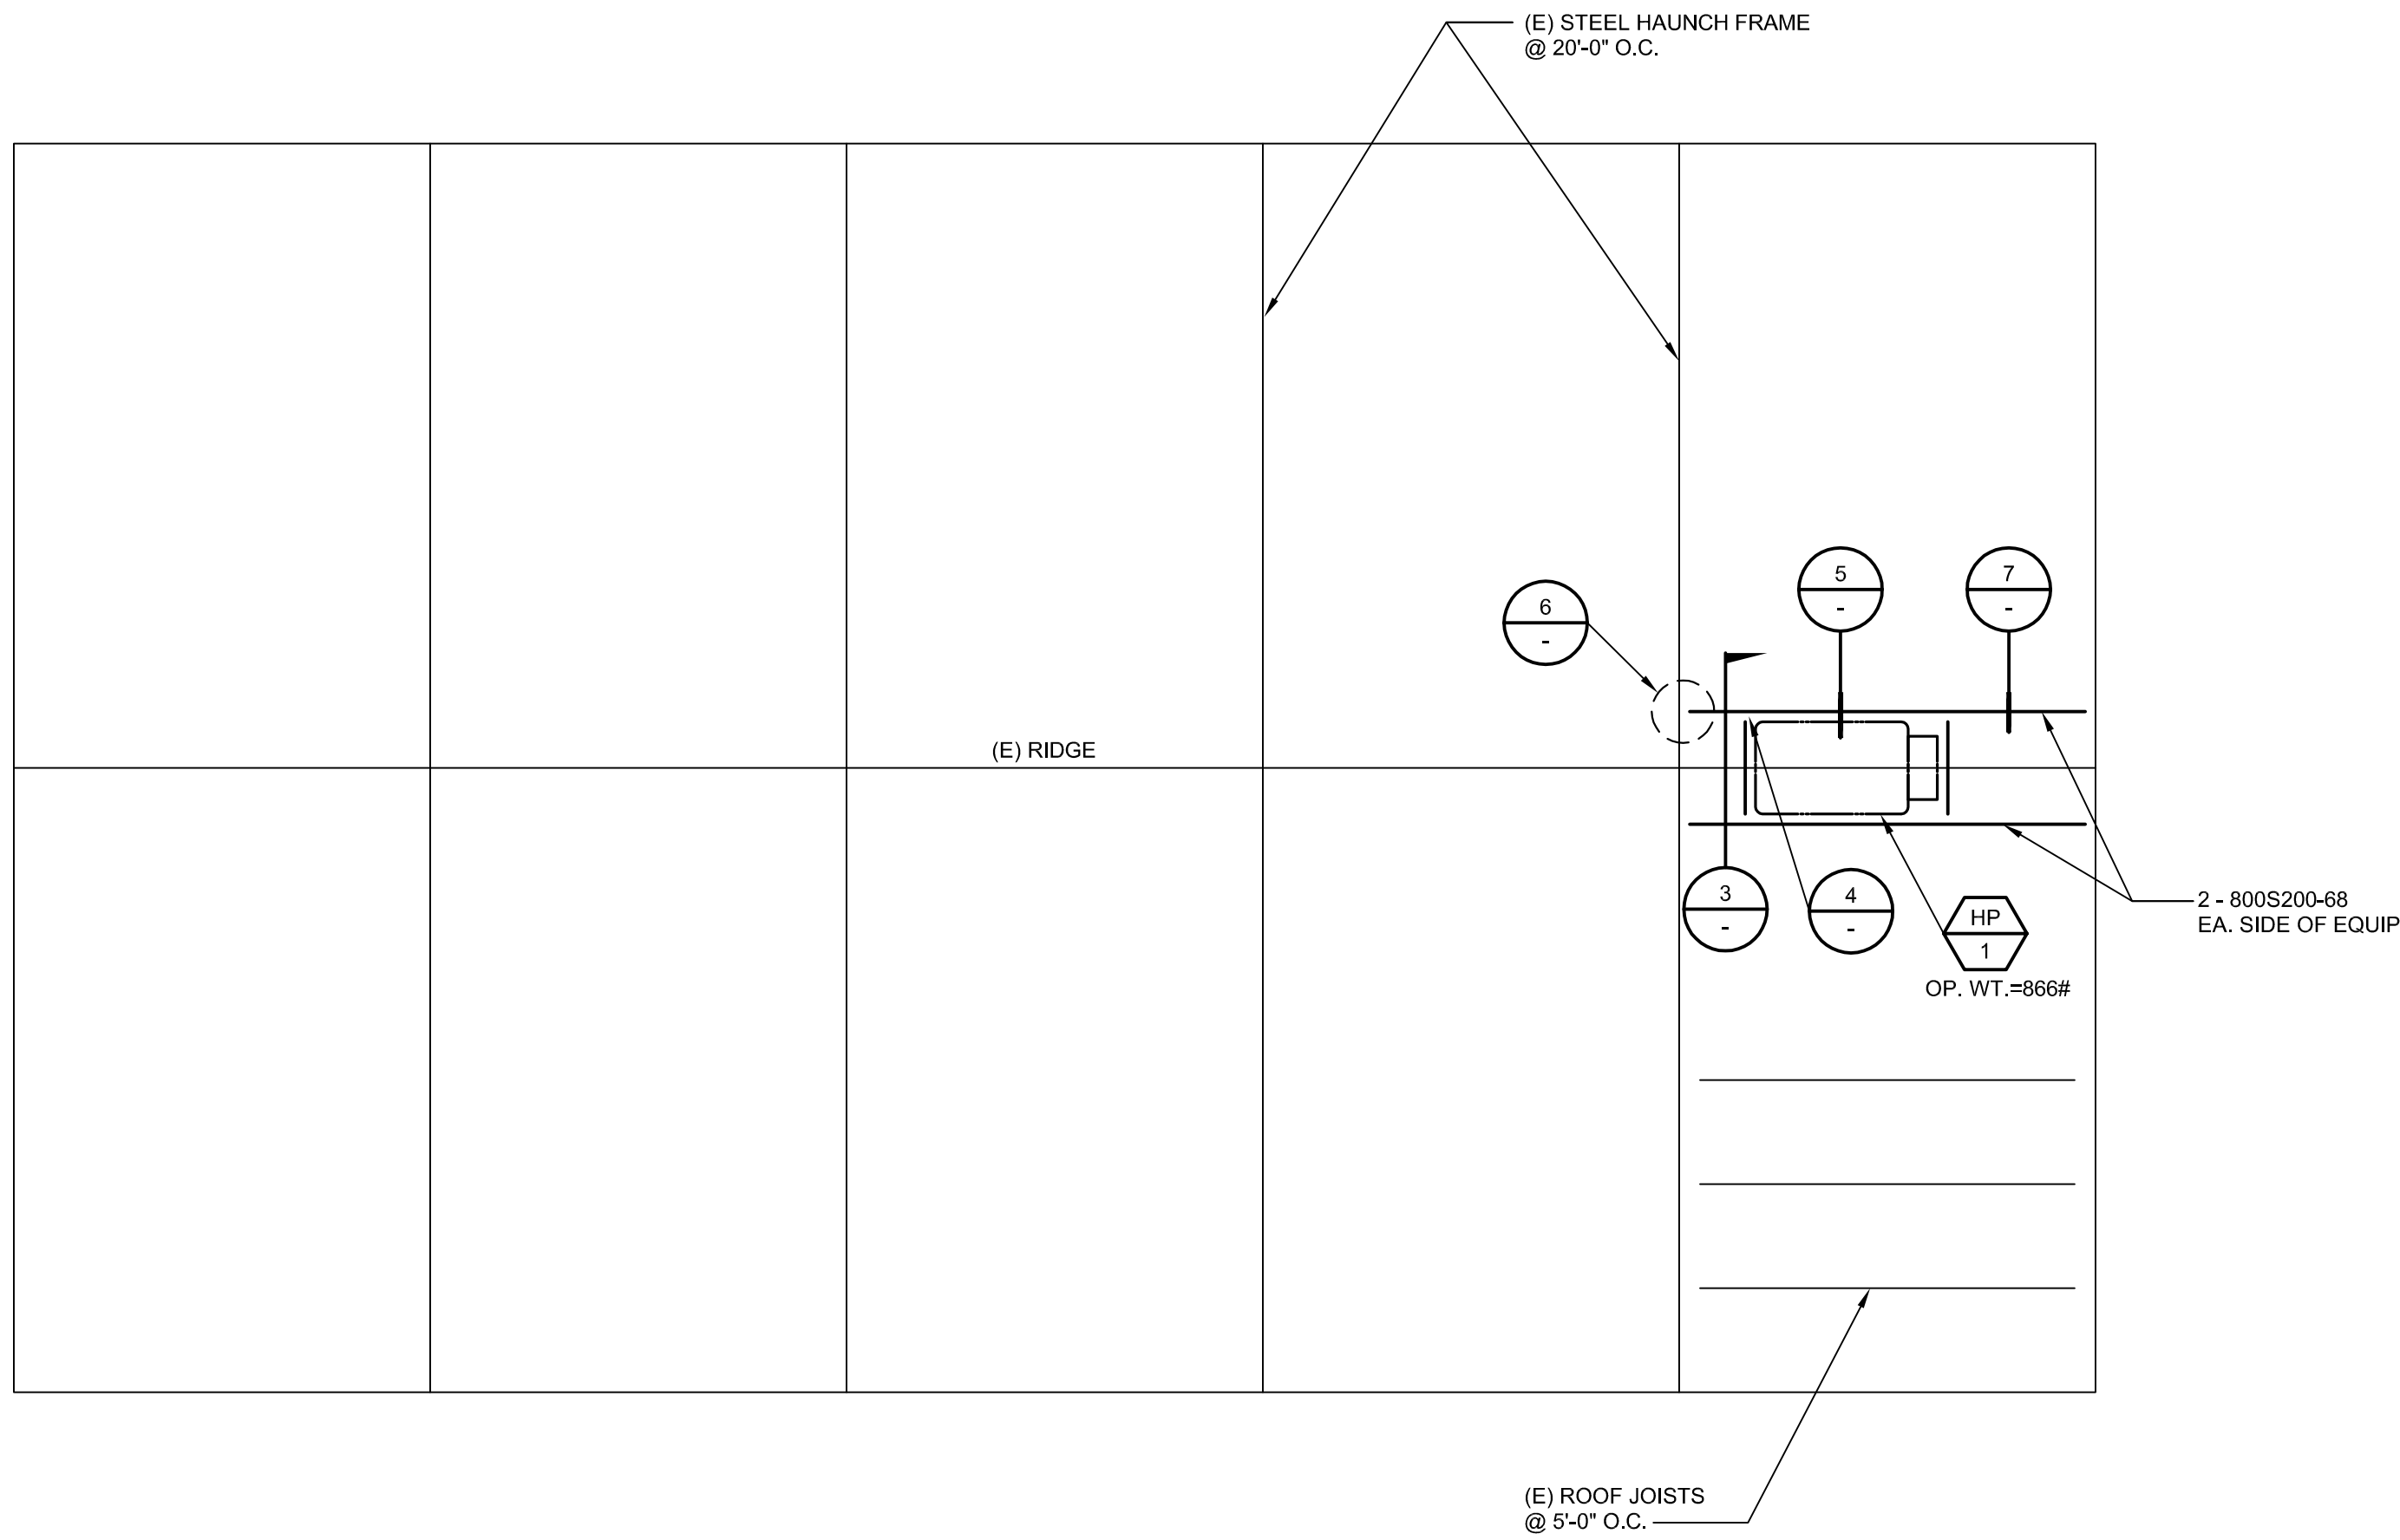 (E) STEEL HAUNCH FRAME
@ 20'-0" O.C.
5
-
7
-
6
-
(E) RIDGE
3
-
4
-
HP
1
OP. WT.=866#
2 - 800S200-68
EA. SIDE OF EQUIP
(E) ROOF JOISTS
@ 5'-0" O.C.